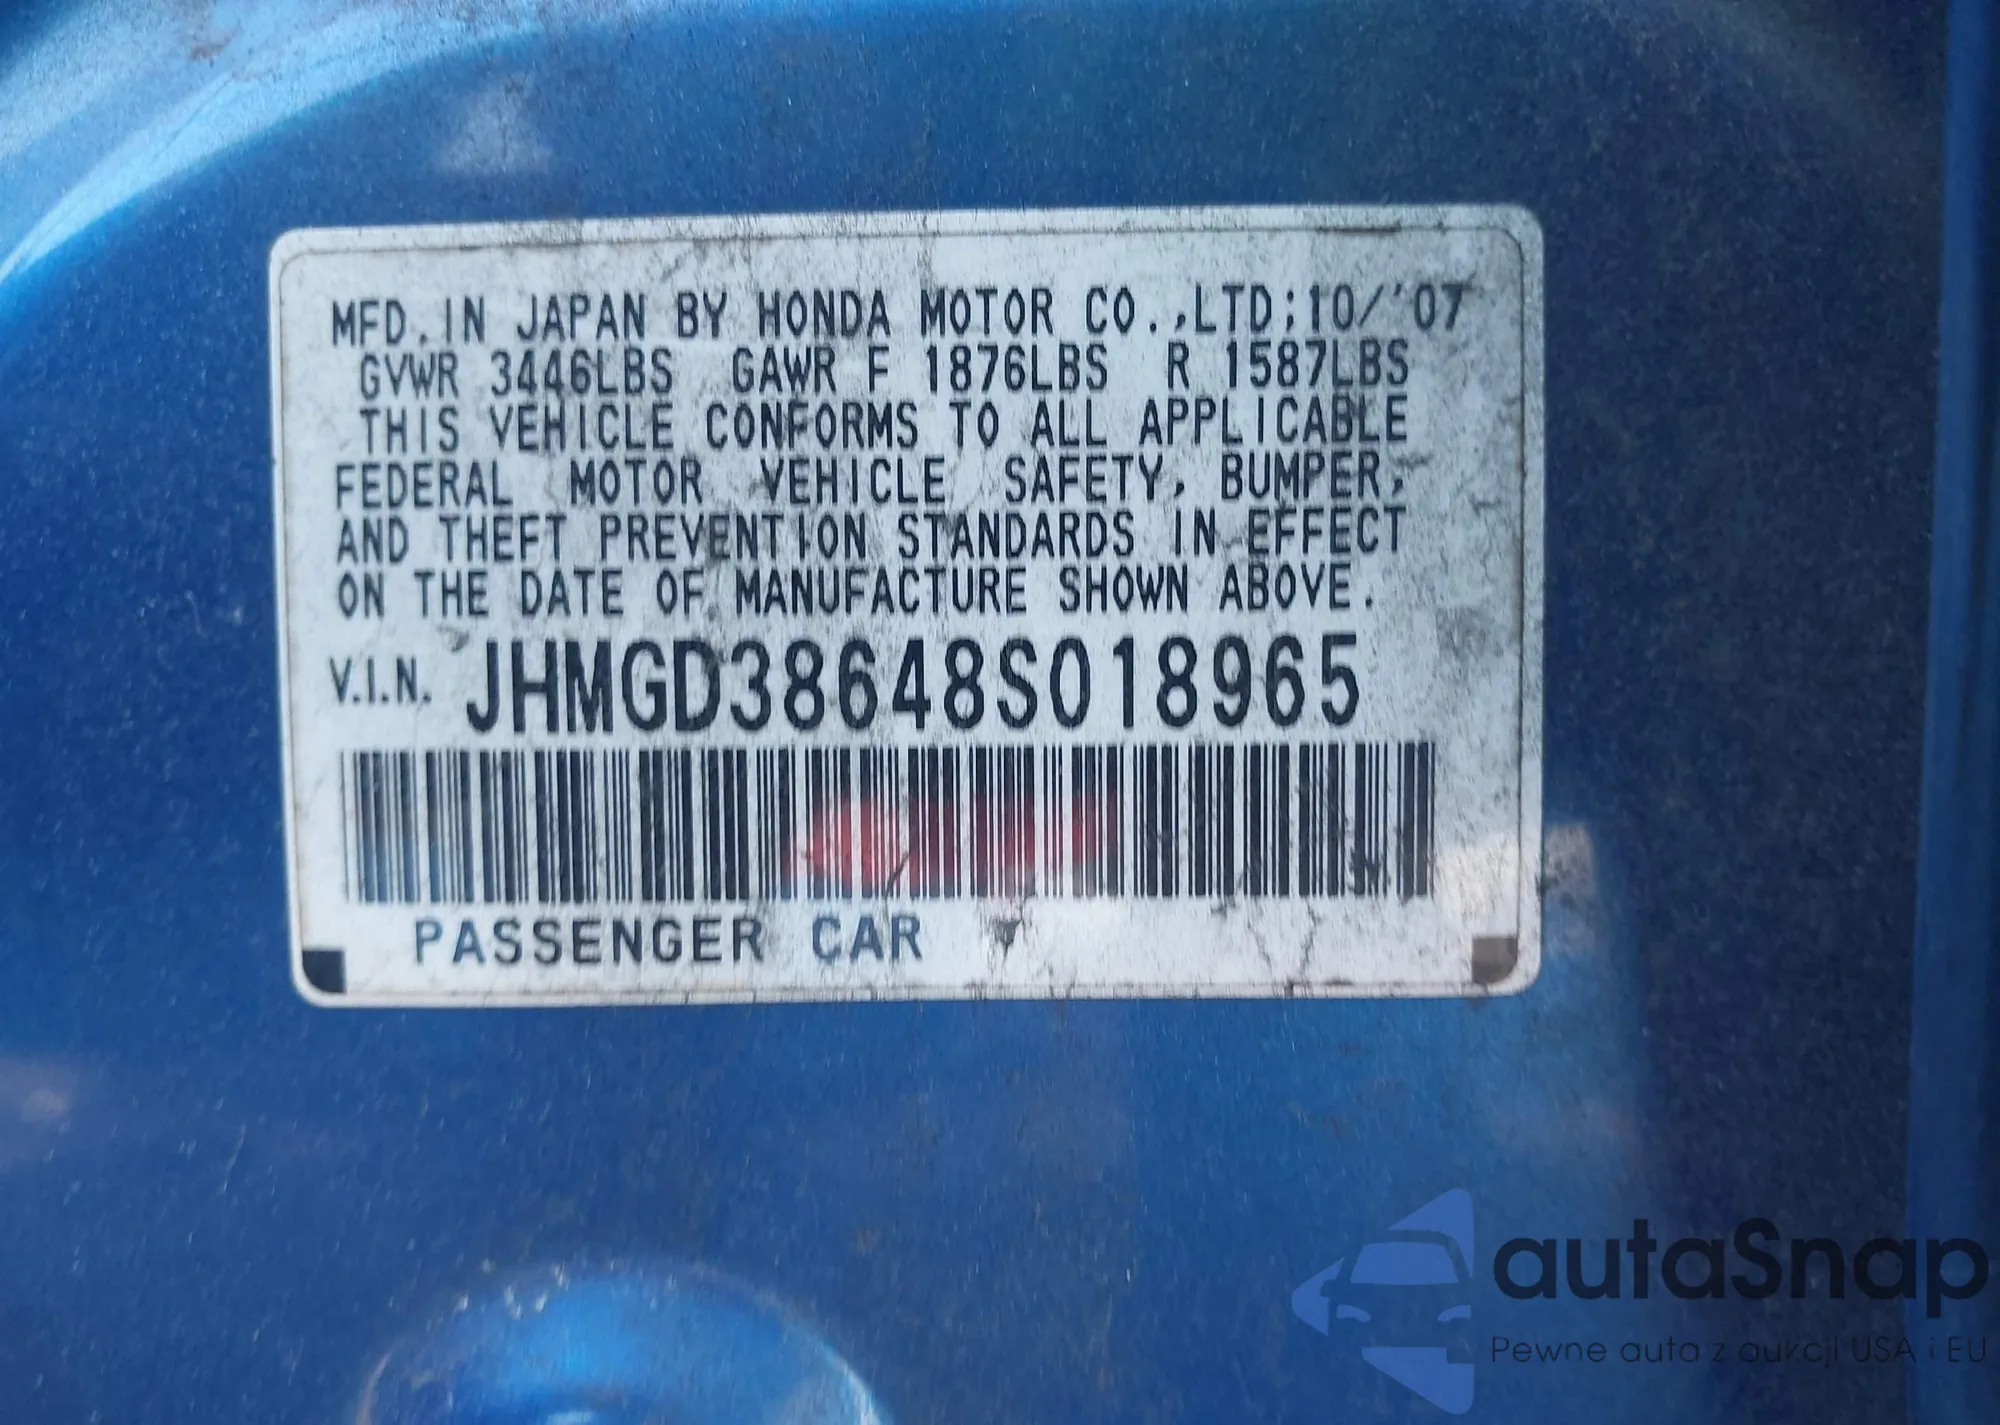 MFD. IN JAPAN BY HONDA MOTOR CO.,LTD;10/'07
GVWR 3446LBS GAWR F 1876LBS R 1587LBS
THIS VEHICLE CONFORMS TO ALL APPLICABLE
FEDERAL MOTOR VEHICLE SAFETY, BUMPER,
AND THEFT PREVENTION STANDARDS IN EFFECT
ON THE DATE OF MANUFACTURE SHOWN ABOVE.
V.I.N. JHMGD38648S018965
PASSENGER CAR
autaSnap
Pewne auta z aukcji USA i EU